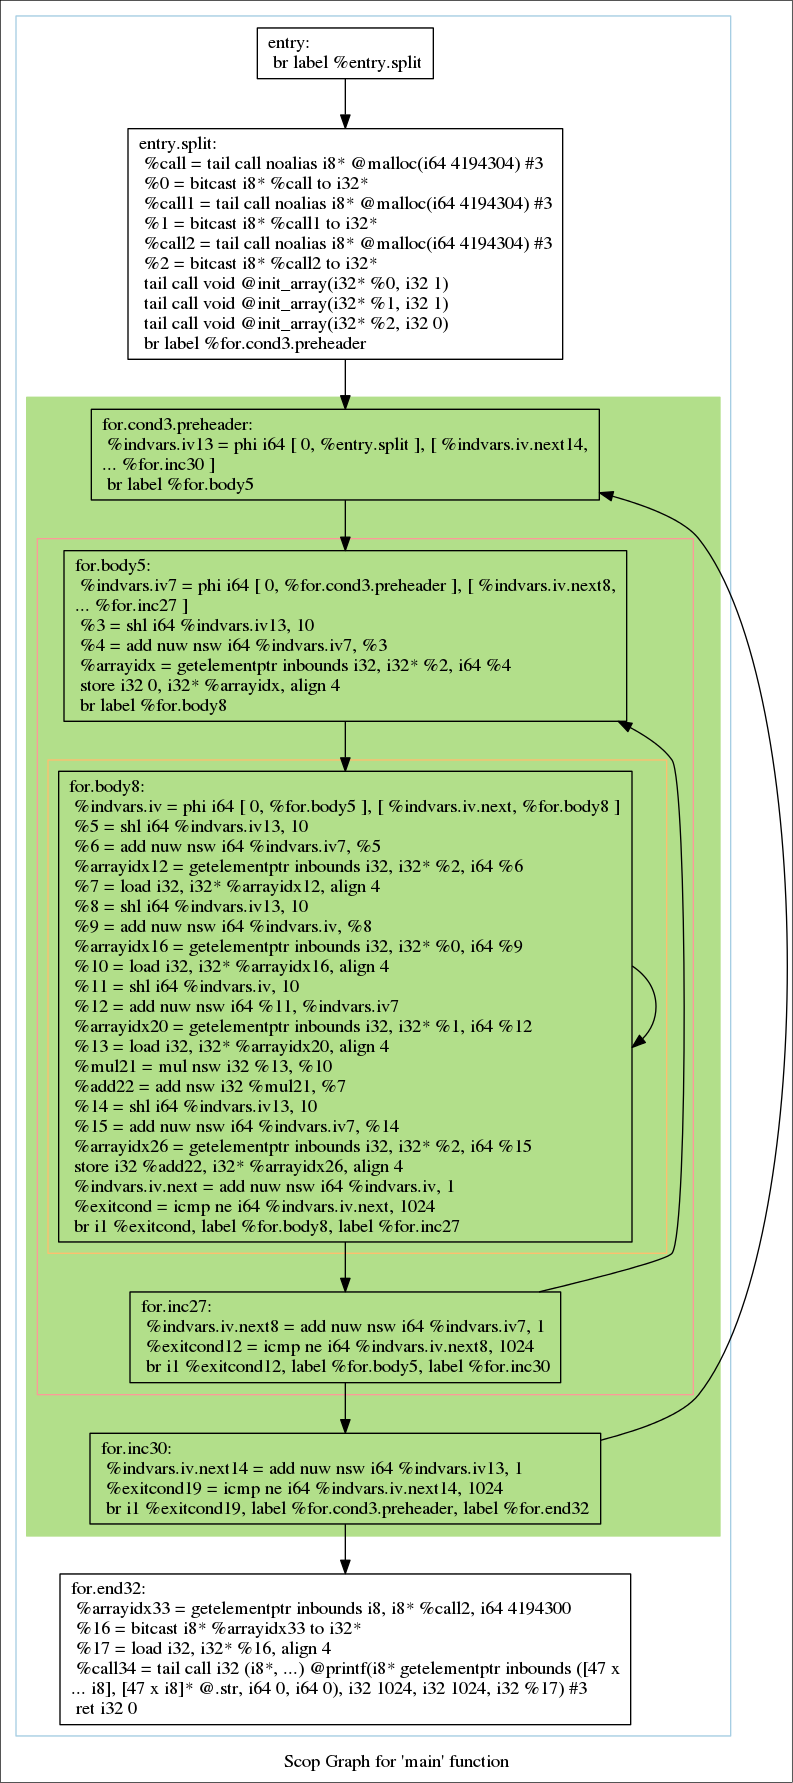 entry:
br label %entry.split
entry.split:
%call = tail call noalias i8* @malloc(i64 4194304) #3
%0 = bitcast i8* %call to i32*
%call1 = tail call noalias i8* @malloc(i64 4194304) #3
%1 = bitcast i8* %call1 to i32*
%call2 = tail call noalias i8* @malloc(i64 4194304) #3
%2 = bitcast i8* %call2 to i32*
tail call void @init_array(i32* %0, i32 1)
tail call void @init_array(i32* %1, i32 1)
tail call void @init_array(i32* %2, i32 0)
br label %for.cond3.preheader
for.cond3.preheader:
%indvars.iv13 = phi i64 [ 0, %entry.split ], [ %indvars.iv.next14,
... %for.inc30 ]
br label %for.body5
for.body5:
%indvars.iv7 = phi i64 [ 0, %for.cond3.preheader ], [ %indvars.iv.next8,
... %for.inc27 ]
%3 = shl i64 %indvars.iv13, 10
%4 = add nuw nsw i64 %indvars.iv7, %3
%arrayidx = getelementptr inbounds i32, i32* %2, i64 %4
store i32 0, i32* %arrayidx, align 4
br label %for.body8
for.body8:
%indvars.iv = phi i64 [ 0, %for.body5 ], [ %indvars.iv.next, %for.body8 ]
%5 = shl i64 %indvars.iv13, 10
%6 = add nuw nsw i64 %indvars.iv7, %5
%arrayidx12 = getelementptr inbounds i32, i32* %2, i64 %6
%7 = load i32, i32* %arrayidx12, align 4
%8 = shl i64 %indvars.iv13, 10
%9 = add nuw nsw i64 %indvars.iv, %8
%arrayidx16 = getelementptr inbounds i32, i32* %0, i64 %9
%10 = load i32, i32* %arrayidx16, align 4
%11 = shl i64 %indvars.iv, 10
%12 = add nuw nsw i64 %11, %indvars.iv7
%arrayidx20 = getelementptr inbounds i32, i32* %1, i64 %12
%13 = load i32, i32* %arrayidx20, align 4
%mul21 = mul nsw i32 %13, %10
%add22 = add nsw i32 %mul21, %7
%14 = shl i64 %indvars.iv13, 10
%15 = add nuw nsw i64 %indvars.iv7, %14
%arrayidx26 = getelementptr inbounds i32, i32* %2, i64 %15
store i32 %add22, i32* %arrayidx26, align 4
%indvars.iv.next = add nuw nsw i64 %indvars.iv, 1
%exitcond = icmp ne i64 %indvars.iv.next, 1024
br i1 %exitcond, label %for.body8, label %for.inc27
for.inc27:
%indvars.iv.next8 = add nuw nsw i64 %indvars.iv7, 1
%exitcond12 = icmp ne i64 %indvars.iv.next8, 1024
br i1 %exitcond12, label %for.body5, label %for.inc30
for.inc30:
%indvars.iv.next14 = add nuw nsw i64 %indvars.iv13, 1
%exitcond19 = icmp ne i64 %indvars.iv.next14, 1024
br i1 %exitcond19, label %for.cond3.preheader, label %for.end32
for.end32:
%arrayidx33 = getelementptr inbounds i8, i8* %call2, i64 4194300
%16 = bitcast i8* %arrayidx33 to i32*
%17 = load i32, i32* %16, align 4
%call34 = tail call i32 (i8*, ...) @printf(i8* getelementptr inbounds ([47 x
... i8], [47 x i8]* @.str, i64 0, i64 0), i32 1024, i32 1024, i32 %17) #3
ret i32 0
Scop Graph for 'main' function